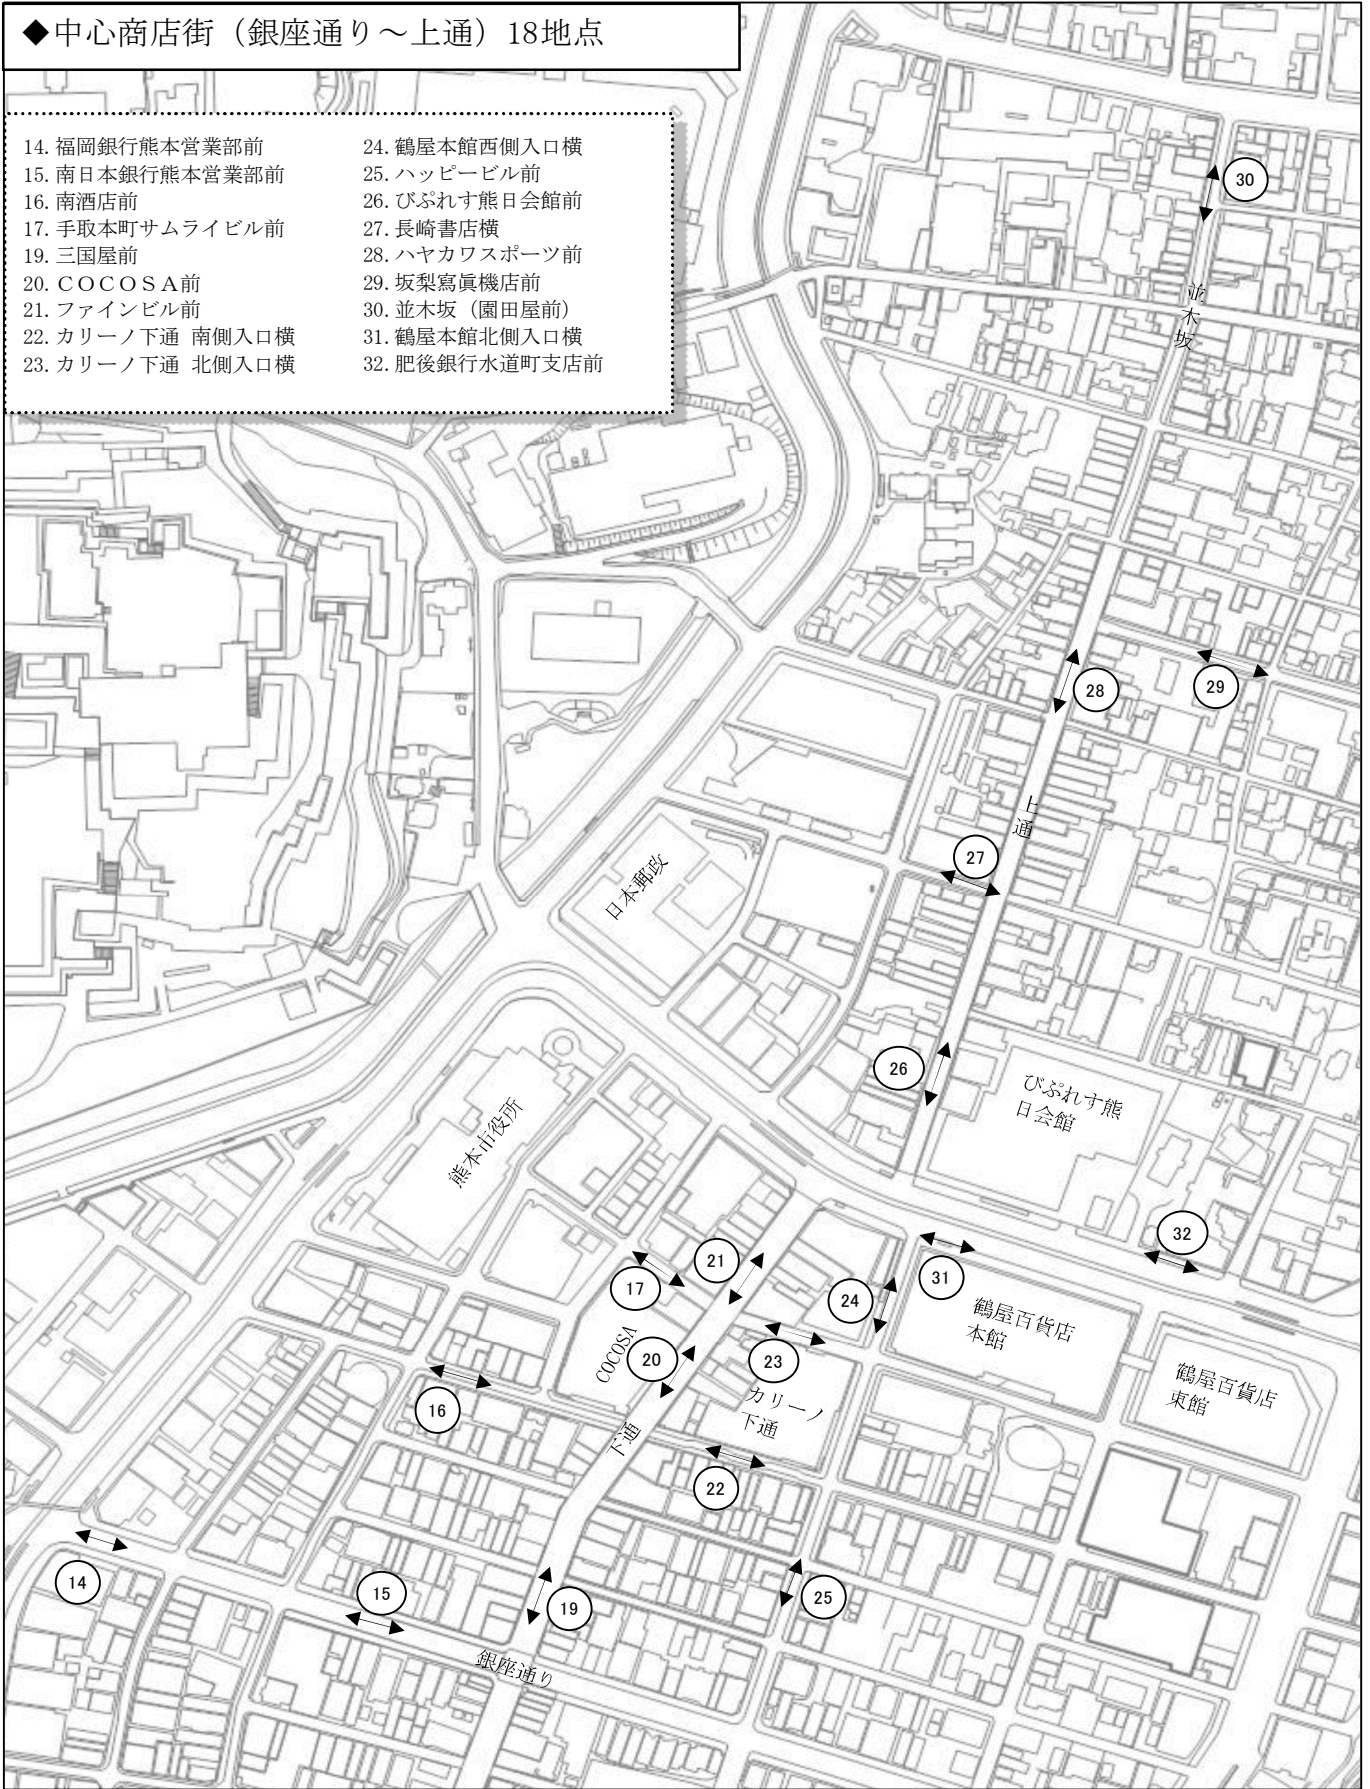 ◆中心商店街（銀座通り～上通）18地点
14. 福岡銀行熊本営業部前
15. 南日本銀行熊本営業部前
16. 南酒店前
17. 手取本町サムライビル前
19. 三国屋前
20. ＣＯＣＯＳＡ前
21. ファインビル前
22. カリーノ下通 南側入口横
23. カリーノ下通 北側入口横
24. 鶴屋本館西側入口横
25. ハッピービル前
26. びぷれす熊日会館前
27. 長崎書店横
28. ハヤカワスポーツ前
29. 坂梨寫眞機店前
30. 並木坂（園田屋前）
31. 鶴屋本館北側入口横
32. 肥後銀行水道町支店前
30
並木坂
28
29
上通
27
日本郵政
26
びぷれす熊
日会館
熊本市役所
32
21
31
17
24
鶴屋百貨店
本館
COCOSA
20
23
鶴屋百貨店
東館
カリーノ
下通
16
下通
22
14
15
19
25
銀座通り